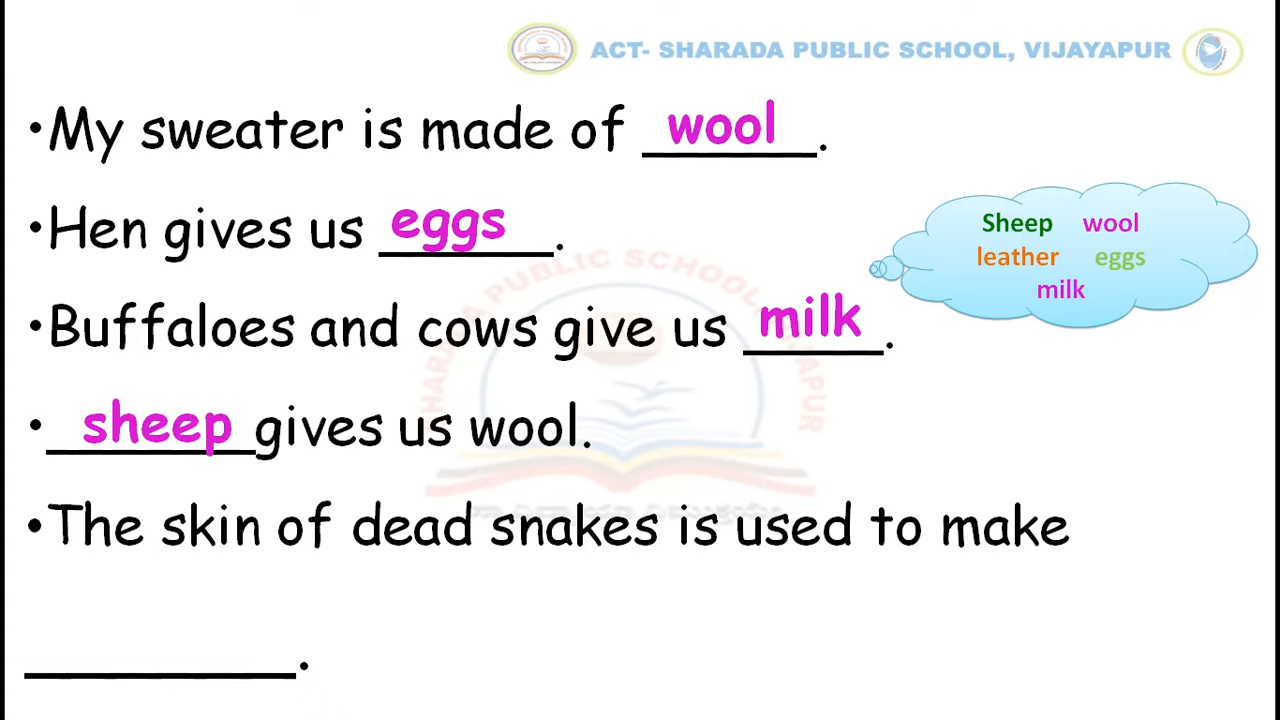 ACT- SHARADA PUBLIC SCHOOL, VIJAYAPUR
•My sweater is made of wool.
•Hen gives us eggs.
•Buffaloes and cows give us milk.
•sheep gives us wool.
•The skin of dead snakes is used to make
_________.
Sheep wool
leather eggs
milk